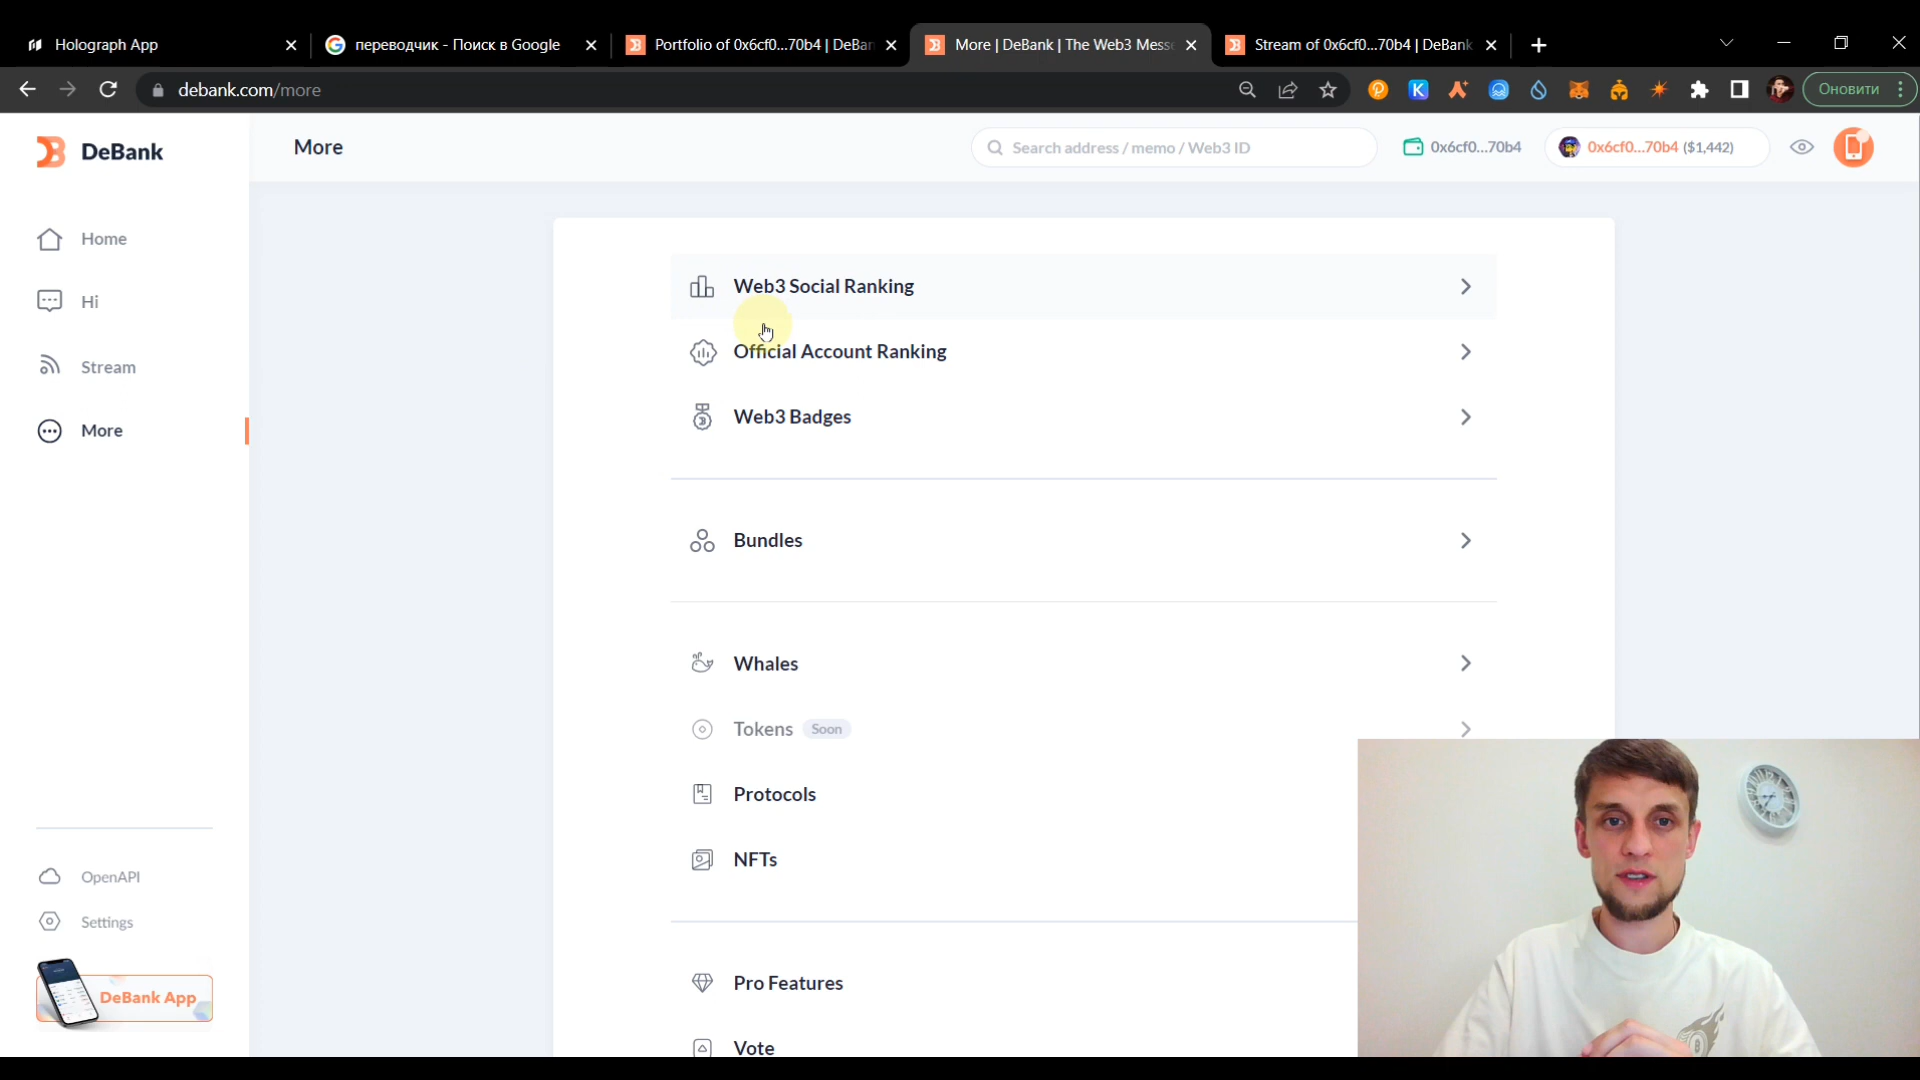 Holograph App
переводчик - Поиск в Google
Portfolio of 0x6cf0...70b4 | DeBan
More | DeBank | The Web3 Mess
Stream of 0x6cf0...70b4 | DeBank
debank.com/more
Оновити
DeBank
More
Search address / memo / Web3 ID
0x6cf0...70b4
0x6cf0...70b4 ($1,442)
Home
Hi
Stream
More
Web3 Social Ranking
Official Account Ranking
Web3 Badges
Bundles
Whales
Tokens Soon
Protocols
NFTs
Pro Features
Vote
OpenAPI
Settings
DeBank App